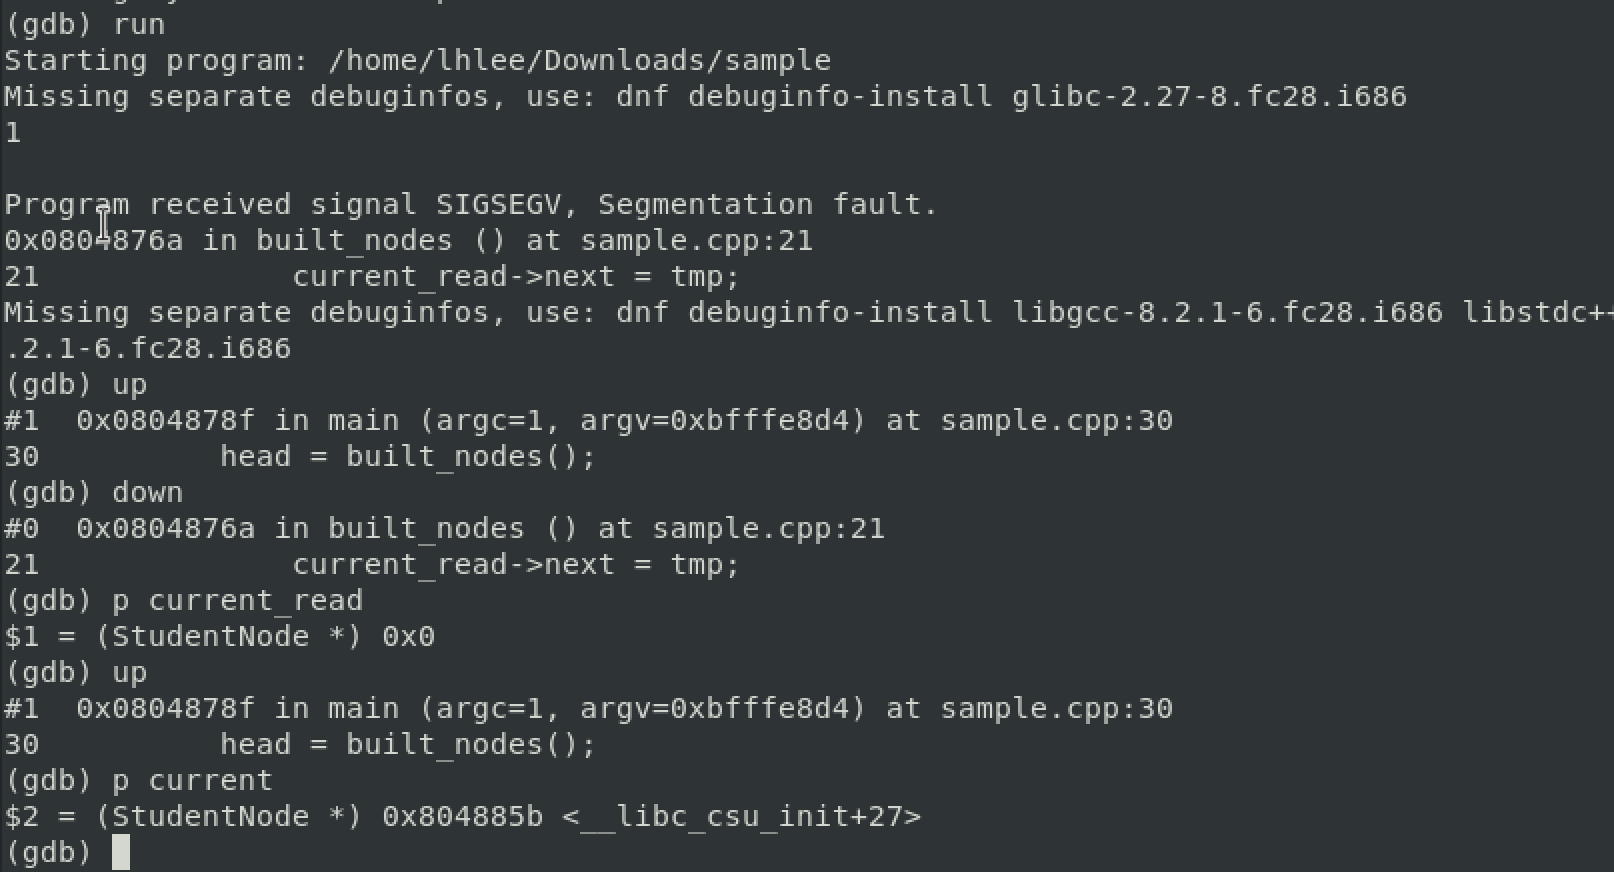 (gdb) run
Starting program: /home/lhlee/Downloads/sample
Missing separate debuginfos, use: dnf debuginfo-install glibc-2.27-8.fc28.i686
1
Program received signal SIGSEGV, Segmentation fault.
0x0804876a in built_nodes () at sample.cpp:21
21              current_read->next = tmp;
Missing separate debuginfos, use: dnf debuginfo-install libgcc-8.2.1-6.fc28.i686 libstdc++
.2.1-6.fc28.i686
(gdb) up
#1  0x0804878f in main (argc=1, argv=0xbfffe8d4) at sample.cpp:30
30          head = built_nodes();
(gdb) down
#0  0x0804876a in built_nodes () at sample.cpp:21
21              current_read->next = tmp;
(gdb) p current_read
$1 = (StudentNode *) 0x0
(gdb) up
#1  0x0804878f in main (argc=1, argv=0xbfffe8d4) at sample.cpp:30
30          head = built_nodes();
(gdb) p current
$2 = (StudentNode *) 0x804885b <__libc_csu_init+27>
(gdb)